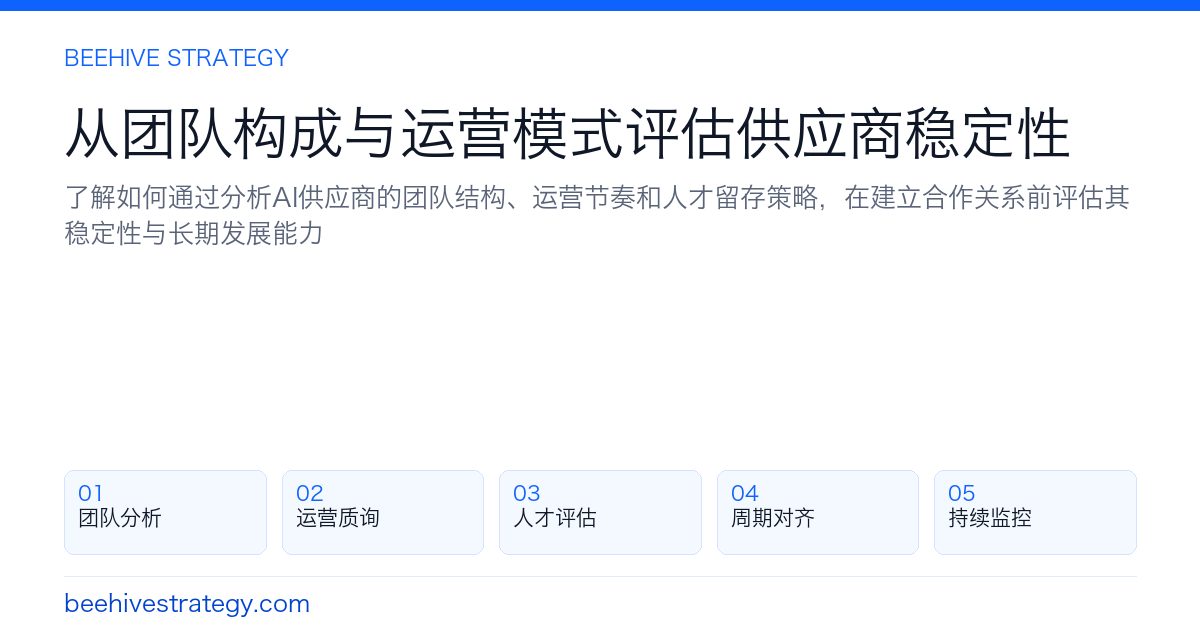 BEEHIVE STRATEGY
从团队构成与运营模式评估供应商稳定性
了解如何通过分析AI供应商的团队结构、运营节奏和人才留存策略，在建立合作关系前评估其
稳定性与长期发展能力
01
团队分析
02
运营质询
03
人才评估
04
周期对齐
05
持续监控
beehivestrategy.com